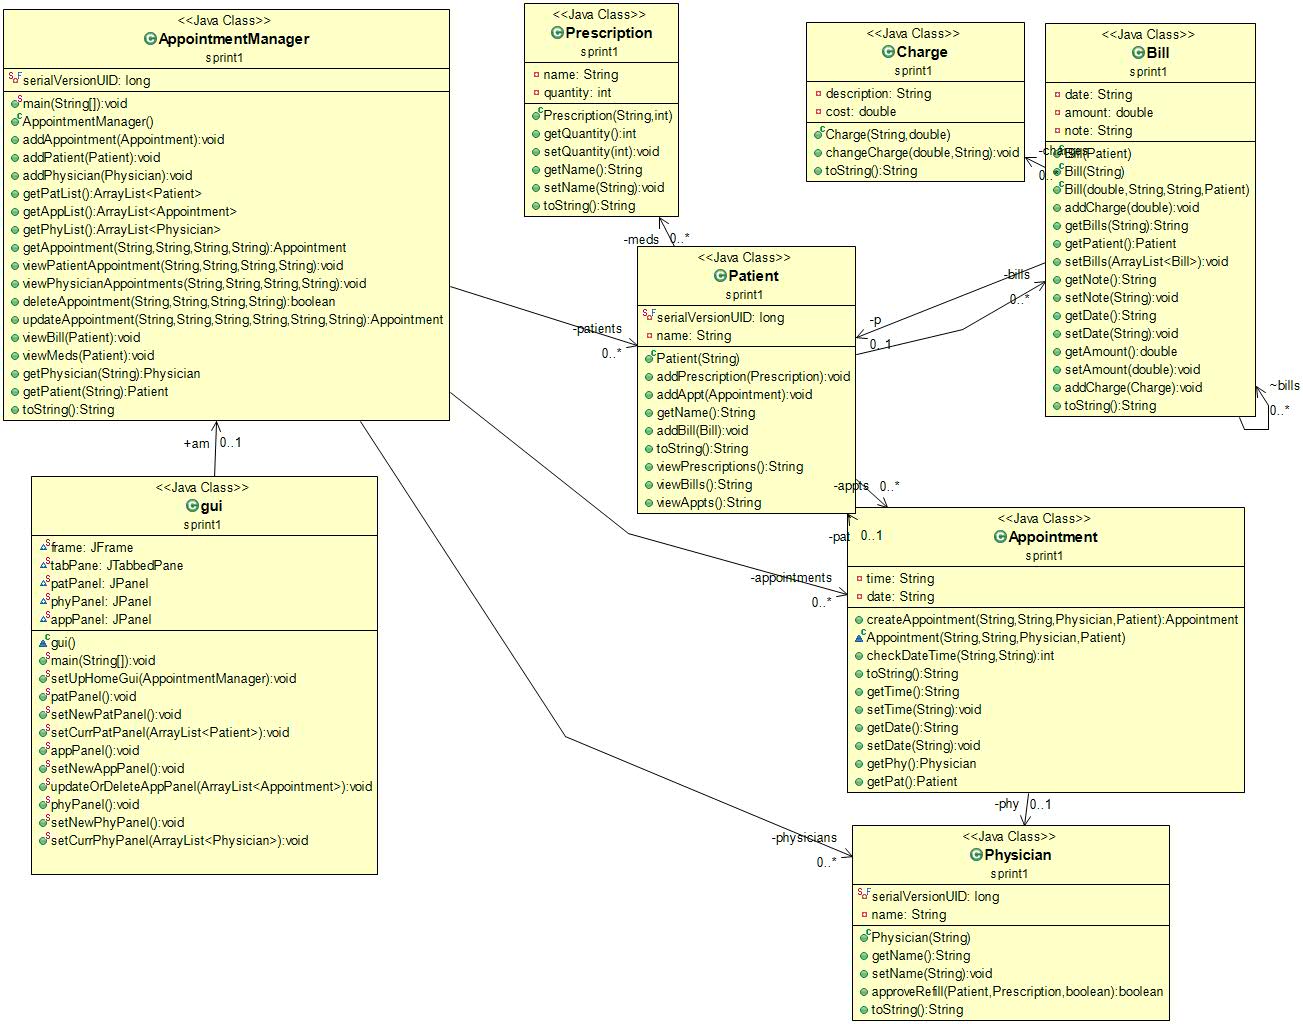 <<Java Class>>
AppointmentManager
sprint1
serialVersionUID: long
main(String[]):void
AppointmentManager()
addAppointment(Appointment):void
addPatient(Patient):void
addPhysician(Physician):void
getPatList():ArrayList<Patient>
getAppList():ArrayList<Appointment>
getPhyList():ArrayList<Physician>
getAppointment(String,String,String,String):Appointment
viewPatientAppointment(String,String,String,String):void
viewPhysicianAppointments(String,String,String,String):void
deleteAppointment(String,String,String,String):boolean
updateAppointment(String,String,String,String,String,String):Appointment
viewBill(Patient):void
viewMeds(Patient):void
getPhysician(String):Physician
getPatient(String):Patient
toString():String
+am 0..1
<<Java Class>>
gui
sprint1
frame: JFrame
tabPane: JTabbedPane
patPanel: JPanel
phyPanel: JPanel
appPanel: JPanel
gui()
main(String[]):void
setUpHomeGui(AppointmentManager):void
patPanel():void
setNewPatPanel():void
setCurrPatPanel(ArrayList<Patient>):void
appPanel():void
setNewAppPanel():void
updateOrDeleteAppPanel(ArrayList<Appointment>):void
phyPanel():void
setNewPhyPanel():void
setCurrPhyPanel(ArrayList<Physician>):void
<<Java Class>>
Prescription
sprint1
name: String
quantity: int
Prescription(String,int)
getQuantity():int
setQuantity(int):void
getName():String
setName(String):void
toString():String
-meds 0..*
<<Java Class>>
Patient
sprint1
serialVersionUID: long
name: String
Patient(String)
addPrescription(Prescription):void
addAppt(Appointment):void
getName():String
addBill(Bill):void
toString():String
viewPrescriptions():String
viewBills():String
viewAppts():String
-patients
0..*
-appointments
0..*
-physicians
0..*
<<Java Class>>
Charge
sprint1
description: String
cost: double
Charge(String,double)
changeCharge(double,String):void
toString():String
-charges
0..*
<<Java Class>>
Bill
sprint1
date: String
amount: double
note: String
Bill(Patient)
Bill(String)
Bill(double,String,String,Patient)
addCharge(double):void
getBills(String):String
getPatient():Patient
setBills(ArrayList<Bill>):void
getNote():String
setNote(String):void
getDate():String
setDate(String):void
getAmount():double
setAmount(double):void
addCharge(Charge):void
toString():String
-bills
0..*
-p
0..1
~bills
0..*
-appts 0..*
-pat 0..1
<<Java Class>>
Appointment
sprint1
time: String
date: String
createAppointment(String,String,Physician,Patient):Appointment
Appointment(String,String,Physician,Patient)
checkDateTime(String,String):int
toString():String
getTime():String
setTime(String):void
getDate():String
setDate(String):void
getPhy():Physician
getPat():Patient
-phy 0..1
<<Java Class>>
Physician
sprint1
serialVersionUID: long
name: String
Physician(String)
getName():String
setName(String):void
approveRefill(Patient,Prescription,boolean):boolean
toString():String